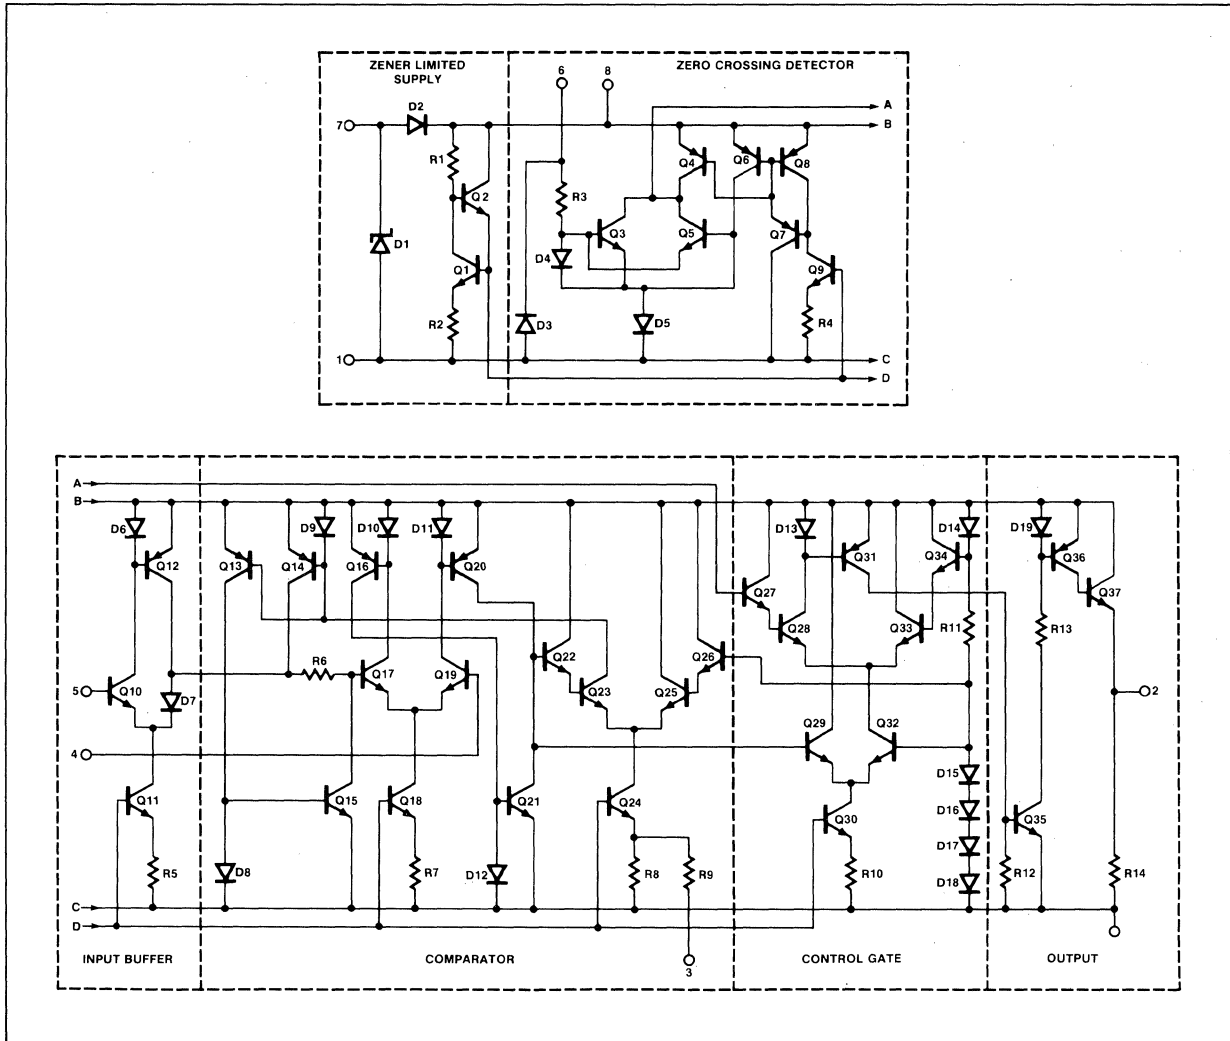 ZENER LIMITED
SUPPLY
ZERO CROSSING DETECTOR
6
8
A
D2
7
B
R1
Q4
Q6
Q8
Q2
R3
Q3
Q5
Q7
D1
D4
Q1
Q9
R2
D3
D5
R4
1
C
D
A
B
D6
D9
D10
D11
D13
D14
D19
Q12
Q13
Q14
Q16
Q20
Q31
Q34
Q36
Q27
Q37
Q28
Q33
R11
R13
R6
Q22
Q26
Q17
Q19
5
Q10
D7
Q23
Q25
2
Q29
Q32
4
D15
Q11
Q15
Q18
Q21
Q24
D16
Q30
Q35
D17
R5
D8
R7
D12
R8
R9
R10
D18
R12
R14
C
D
INPUT BUFFER
COMPARATOR
3
CONTROL GATE
OUTPUT